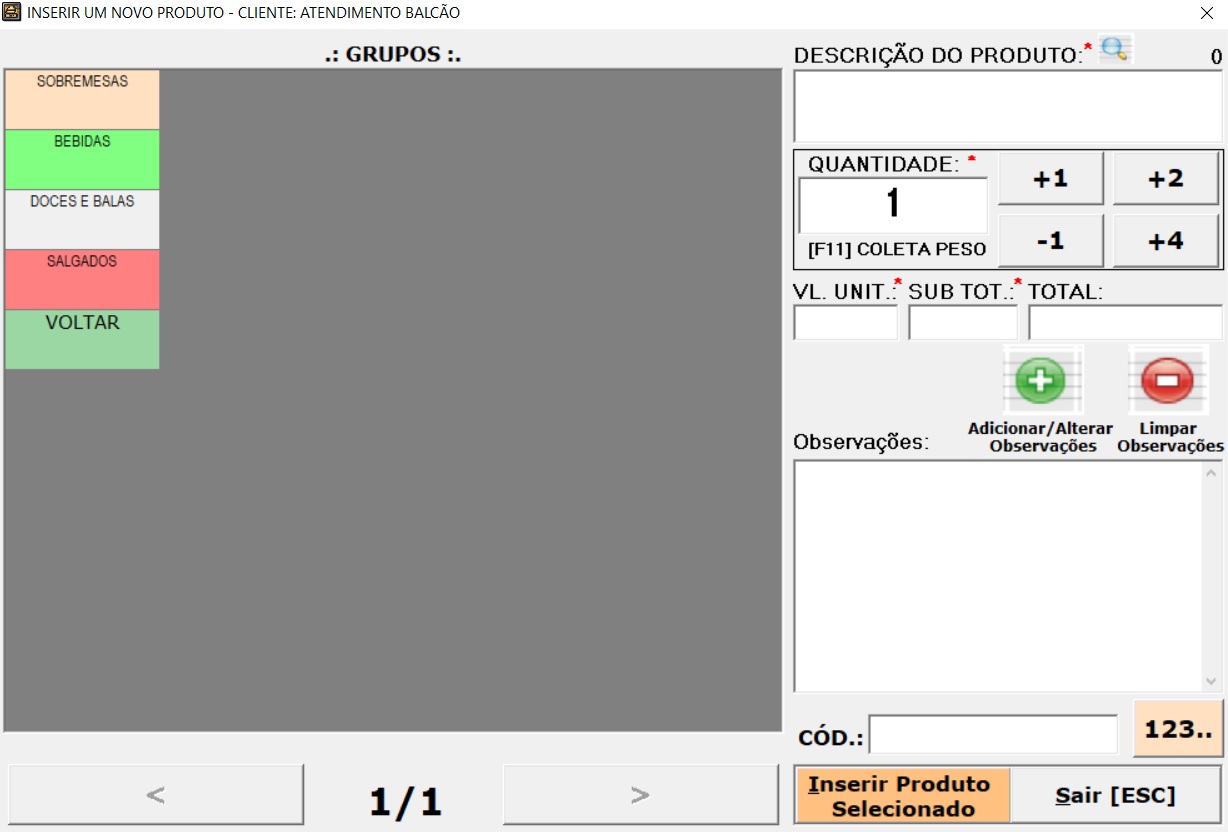 INSERIR UM NOVO PRODUTO - CLIENTE: ATENDIMENTO BALCÃO
.: GRUPOS :.
SOBREMESAS
BEBIDAS
DOCES E BALAS
SALGADOS
VOLTAR
<
1/1
>
DESCRIÇÃO DO PRODUTO:*
0
QUANTIDADE: *
1
[F11] COLETA PESO
+1
+2
-1
+4
VL. UNIT.:* SUB TOT.:* TOTAL:
Observações:
Adicionar/Alterar
Observações
Limpar
Observações
CÓD.:
123..
Inserir Produto
Selecionado
Sair [ESC]